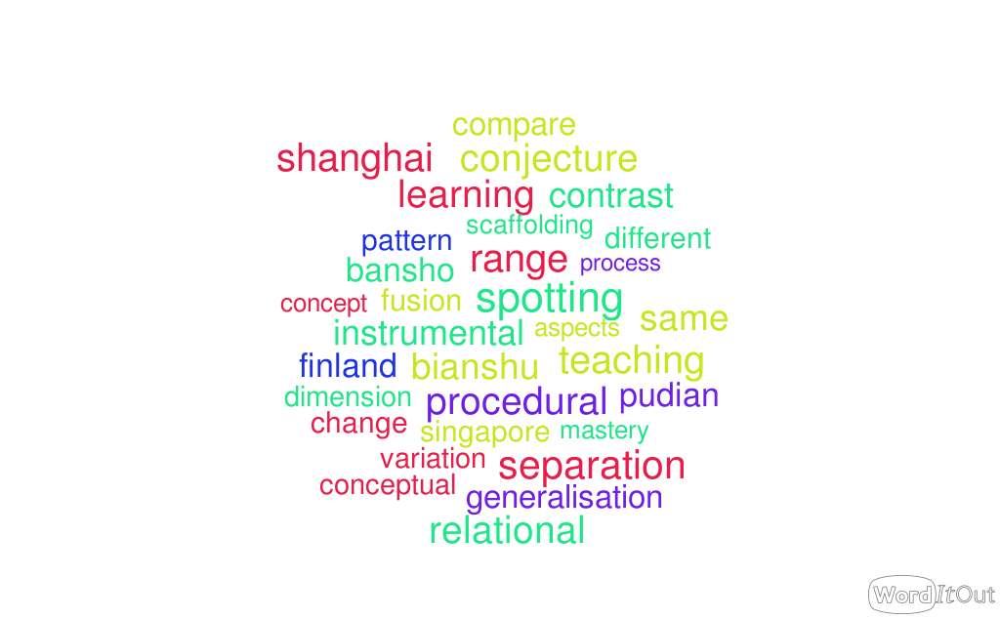 compare
shanghai conjecture
learning contrast
scaffolding
pattern different
bansho range process
concept fusion spotting
instrumental aspects same
finland bianshu teaching
dimension procedural pudian
change singapore mastery
variation separation
conceptual generalisation
relational
WordItOut